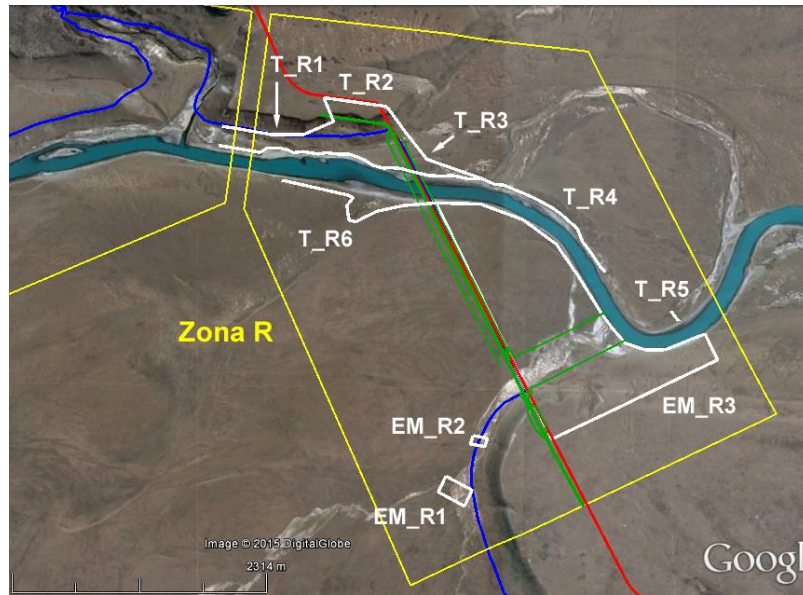 T_R1
T_R2
T_R3
T_R4
T_R6
T_R5
Zona R
EM_R3
EM_R2
EM_R1
Image © 2015 DigitalGlobe
2314 m
Googl